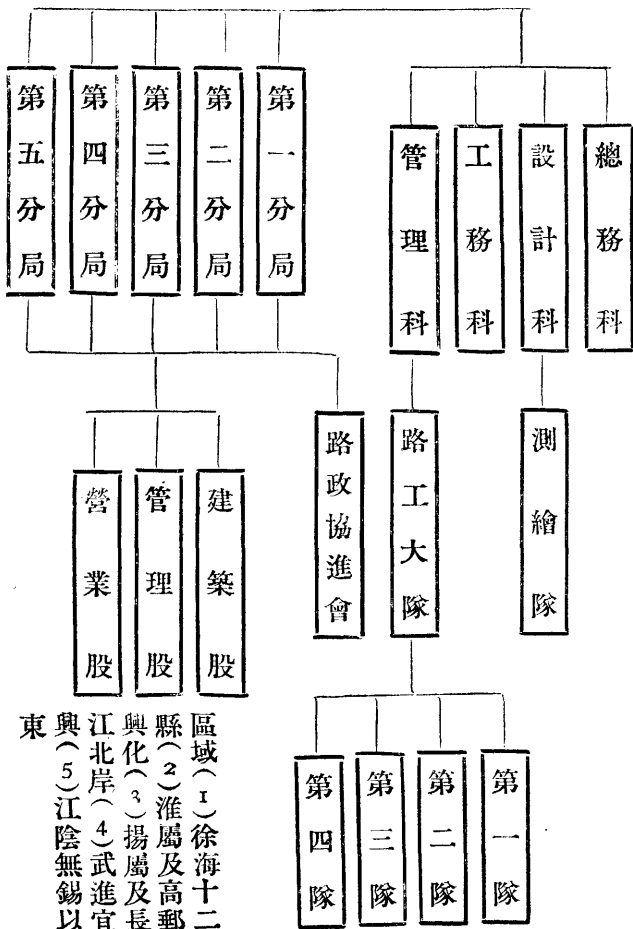 總務科
設計科
工務科
管理科
第一分局
第二分局
第三分局
第四分局
第五分局
測繪隊
路工大隊
路政協進會
建築股
管理股
營業股
第一隊
第二隊
第三隊
第四隊
區域(1)徐海十二
縣(2)淮屬及高郵
興化(3)揚屬及長
江北岸(4)武進宜
興(5)江陰無錫以
東